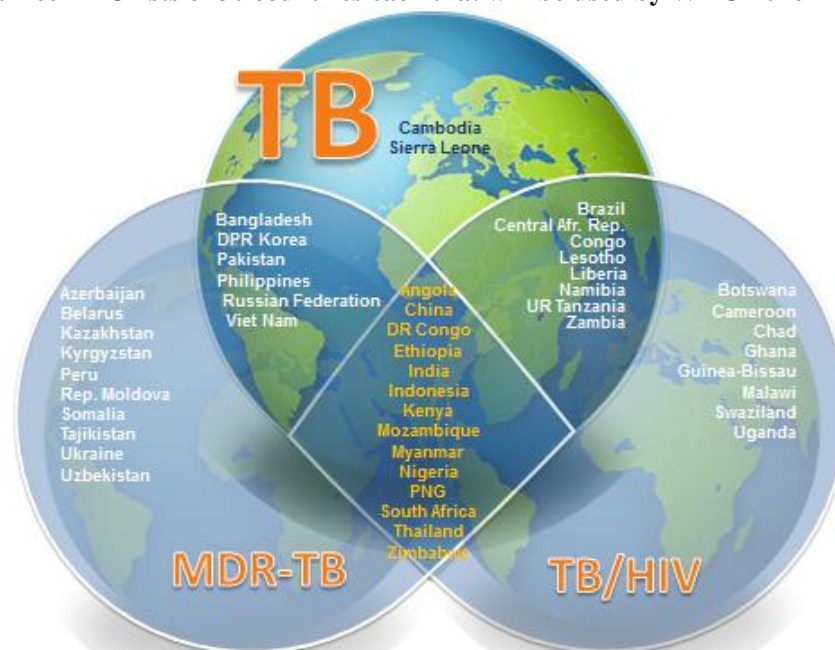 TB
Cambodia
Sierra Leone
Bangladesh
DPR Korea
Pakistan
Philippines
Russian Federation
Viet Nam
Brazil
Central Afr. Rep.
Congo
Lesotho
Liberia
Namibia
UR Tanzania
Zambia
Azerbaijan
Belarus
Kazakhstan
Kyrgyzstan
Peru
Rep. Moldova
Somalia
Tajikistan
Ukraine
Uzbekistan
Angola
China
DR Congo
Ethiopia
India
Indonesia
Kenya
Mozambique
Myanmar
Nigeria
PNG
South Africa
Thailand
Zimbabwe
Botswana
Cameroon
Chad
Ghana
Guinea-Bissau
Malawi
Swaziland
Uganda
MDR-TB
TB/HIV